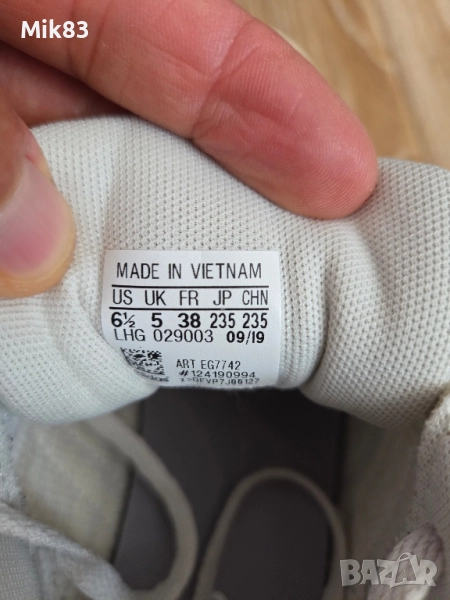 Mik83
MADE IN VIETNAM
US UK FR JP CHN
6½ 5 38 235 235
LHG 029003 09/19
ART EG7742
#124190994
bazar